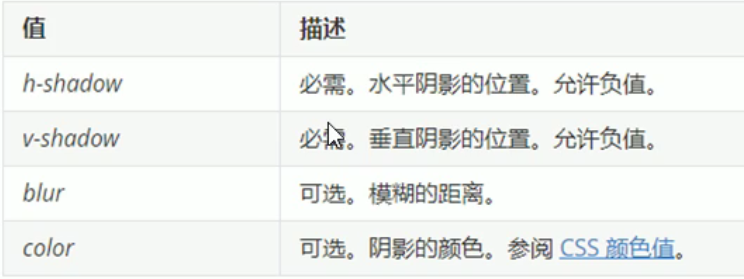 值 描述
h-shadow 必需。水平阴影的位置。允许负值。
v-shadow 必需。垂直阴影的位置。允许负值。
blur 可选。模糊的距离。
color 可选。阴影的颜色。参阅 CSS 颜色值。